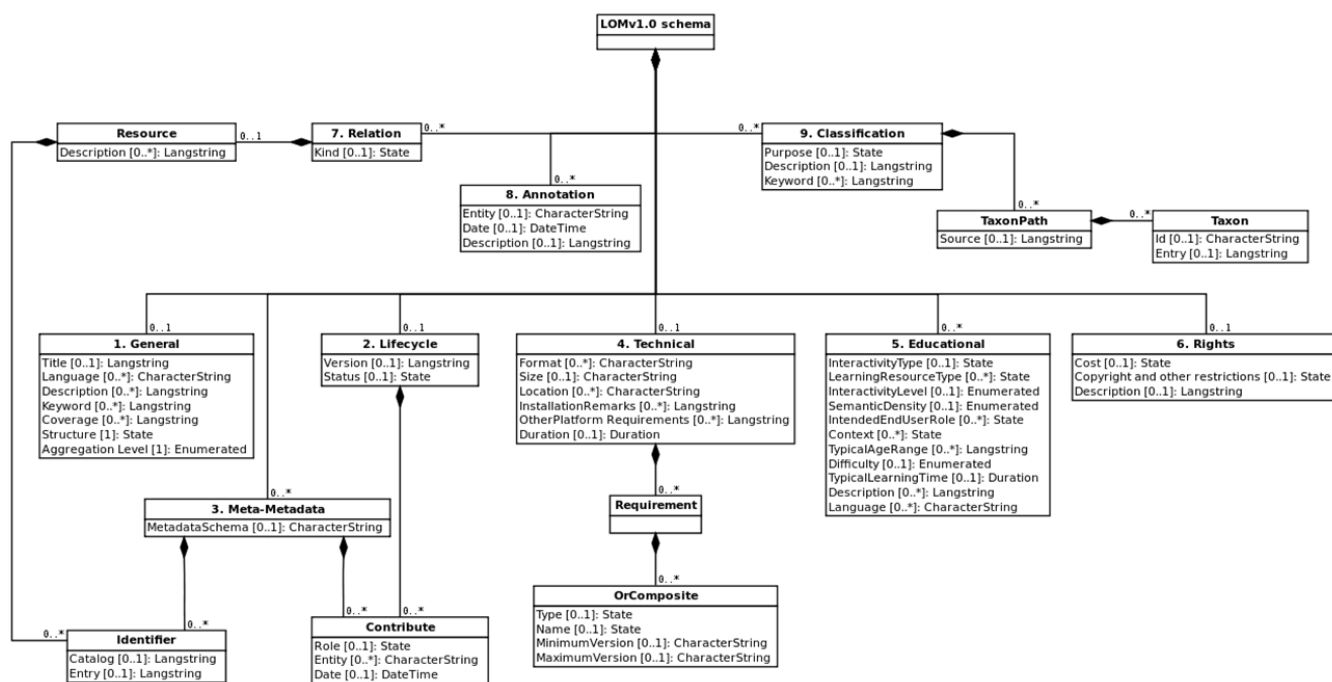 LOMv1.0 schema
Resource
Description [0..*]: Langstring
0..1
7. Relation
Kind [0..1]: State
0..*
0..*
8. Annotation
Entity [0..1]: CharacterString
Date [0..1]: DateTime
Description [0..1]: Langstring
0..*
9. Classification
Purpose [0..1]: State
Description [0..1]: Langstring
Keyword [0..*]: Langstring
0..*
TaxonPath
Source [0..1]: Langstring
0..*
Taxon
Id [0..1]: CharacterString
Entry [0..1]: Langstring
0..1
1. General
Title [0..1]: Langstring
Language [0..*]: CharacterString
Description [0..*]: Langstring
Keyword [0..*]: Langstring
Coverage [0..*]: Langstring
Structure [1]: State
Aggregation Level [1]: Enumerated
0..1
2. Lifecycle
Version [0..1]: Langstring
Status [0..1]: State
0..1
4. Technical
Format [0..*]: CharacterString
Size [0..1]: CharacterString
Location [0..*]: CharacterString
InstallationRemarks [0..*]: Langstring
OtherPlatform Requirements [0..*]: Langstring
Duration [0..1]: Duration
0..*
5. Educational
InteractivityType [0..1]: State
LearningResourceType [0..*]: State
InteractivityLevel [0..1]: Enumerated
SemanticDensity [0..1]: Enumerated
IntendedEndUserRole [0..*]: State
Context [0..*]: State
TypicalAgeRange [0..*]: Langstring
Difficulty [0..1]: Enumerated
TypicalLearningTime [0..1]: Duration
Description [0..*]: Langstring
Language [0..*]: CharacterString
0..1
6. Rights
Cost [0..1]: State
Copyright and other restrictions [0..1]: State
Description [0..1]: Langstring
0..*
3. Meta-Metadata
MetadataSchema [0..1]: CharacterString
0..*
Requirement
0..*
OrComposite
Type [0..1]: State
Name [0..1]: State
MinimumVersion [0..1]: CharacterString
MaximumVersion [0..1]: CharacterString
0..*
0..*
Identifier
Catalog [0..1]: Langstring
Entry [0..1]: Langstring
0..*
0..*
Contribute
Role [0..1]: State
Entity [0..*]: CharacterString
Date [0..1]: DateTime